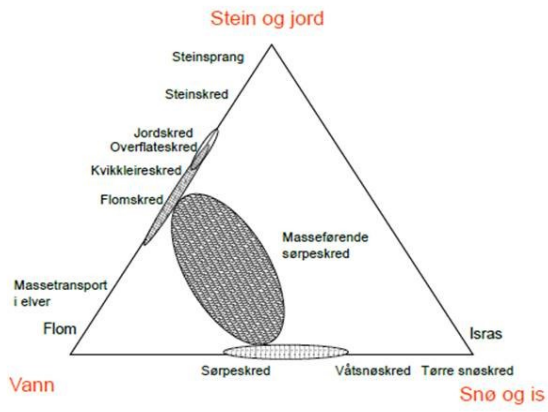 Stein og jord
Steinsprang
Steinskred
Jordskred
Overflateskred
Kvikkleireskred
Flomskred
Masseførende
sørpeskred
Massetransport
i elver
Flom
Isras
Sørpeskred
Våtsnøskred
Tørre snøskred
Vann
Snø og is